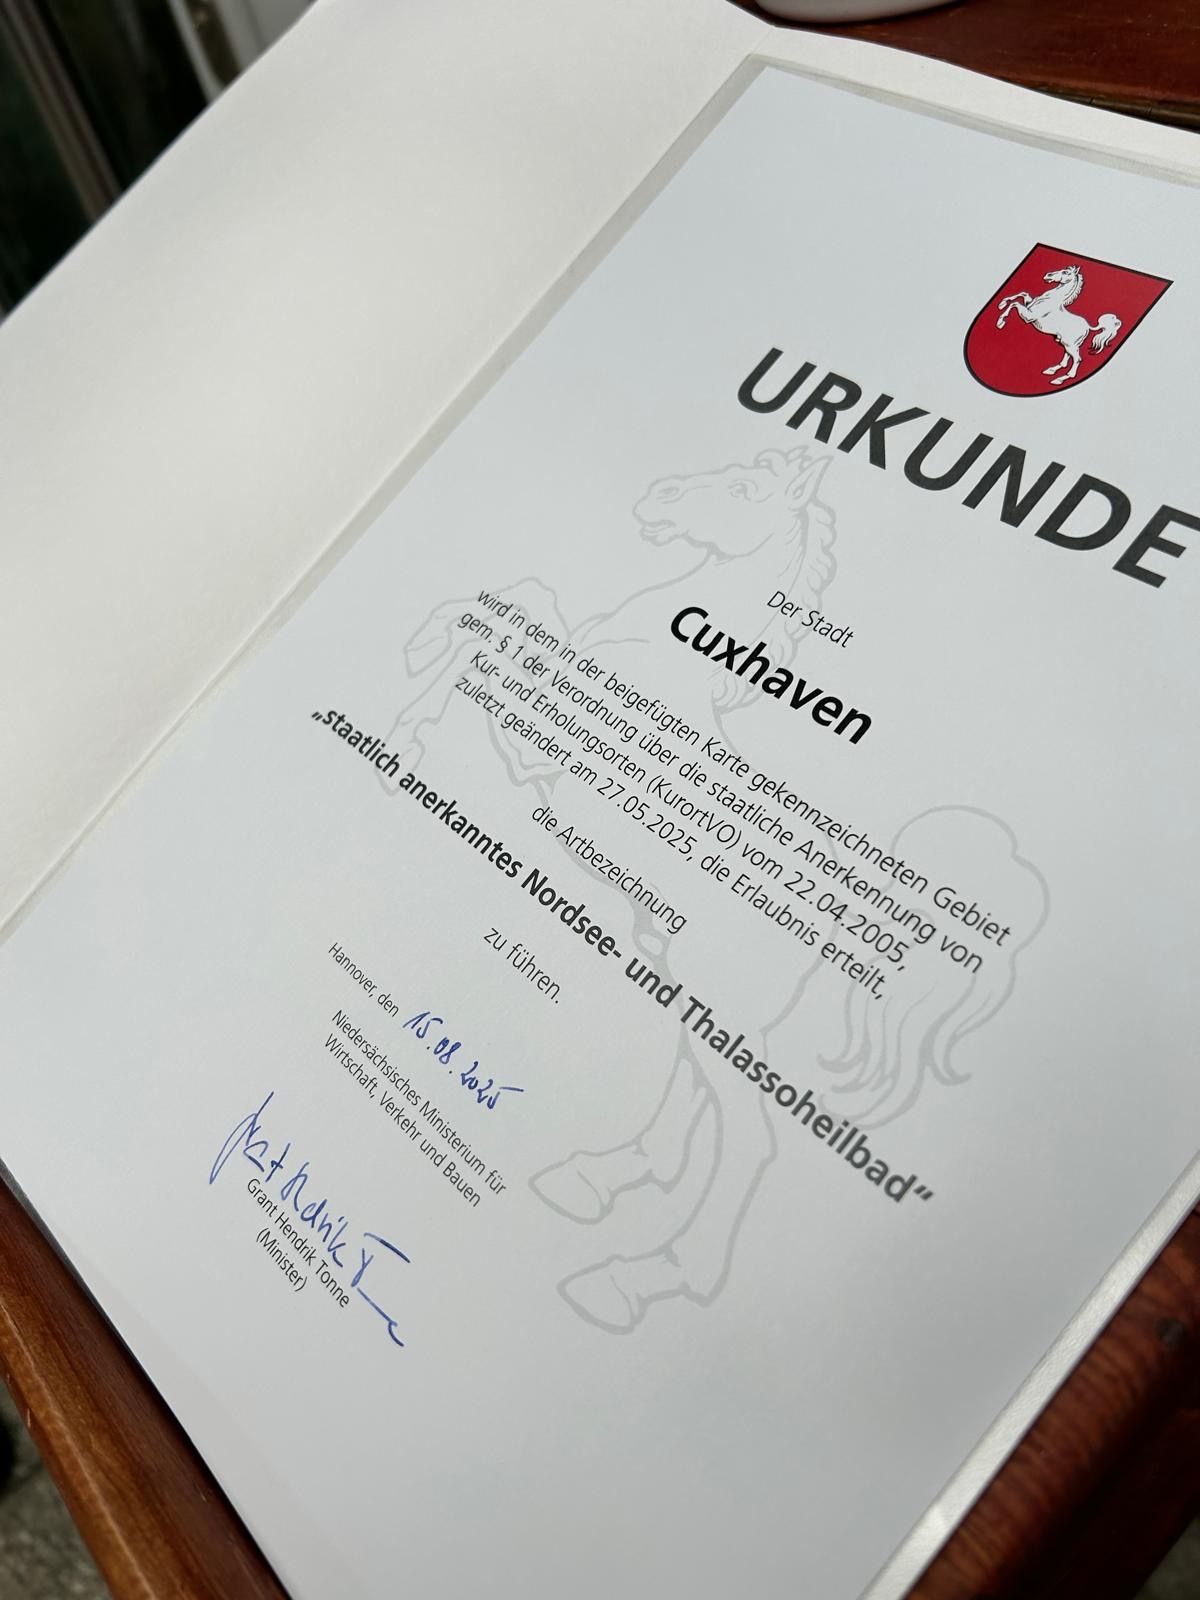 URKUNDE
Der Stadt
Cuxhaven
wird in dem in der beigefügten Karte gekennzeichneten Gebiet
gem. § 1 der Verordnung über die staatliche Anerkennung von
Kur- und Erholungsorten (KurortVO) vom 22.04.2005,
zuletzt geändert am 27.05.2025, die Erlaubnis erteilt,
die Artbezeichnung
„staatlich anerkanntes Nordsee- und Thalassoheilbad“
zu führen.
Hannover, den 15.08.2025
Niedersächsisches Ministerium für
Wirtschaft, Verkehr und Bauen
Grant Hendrik T
Grant Hendrik Tonne
(Minister)